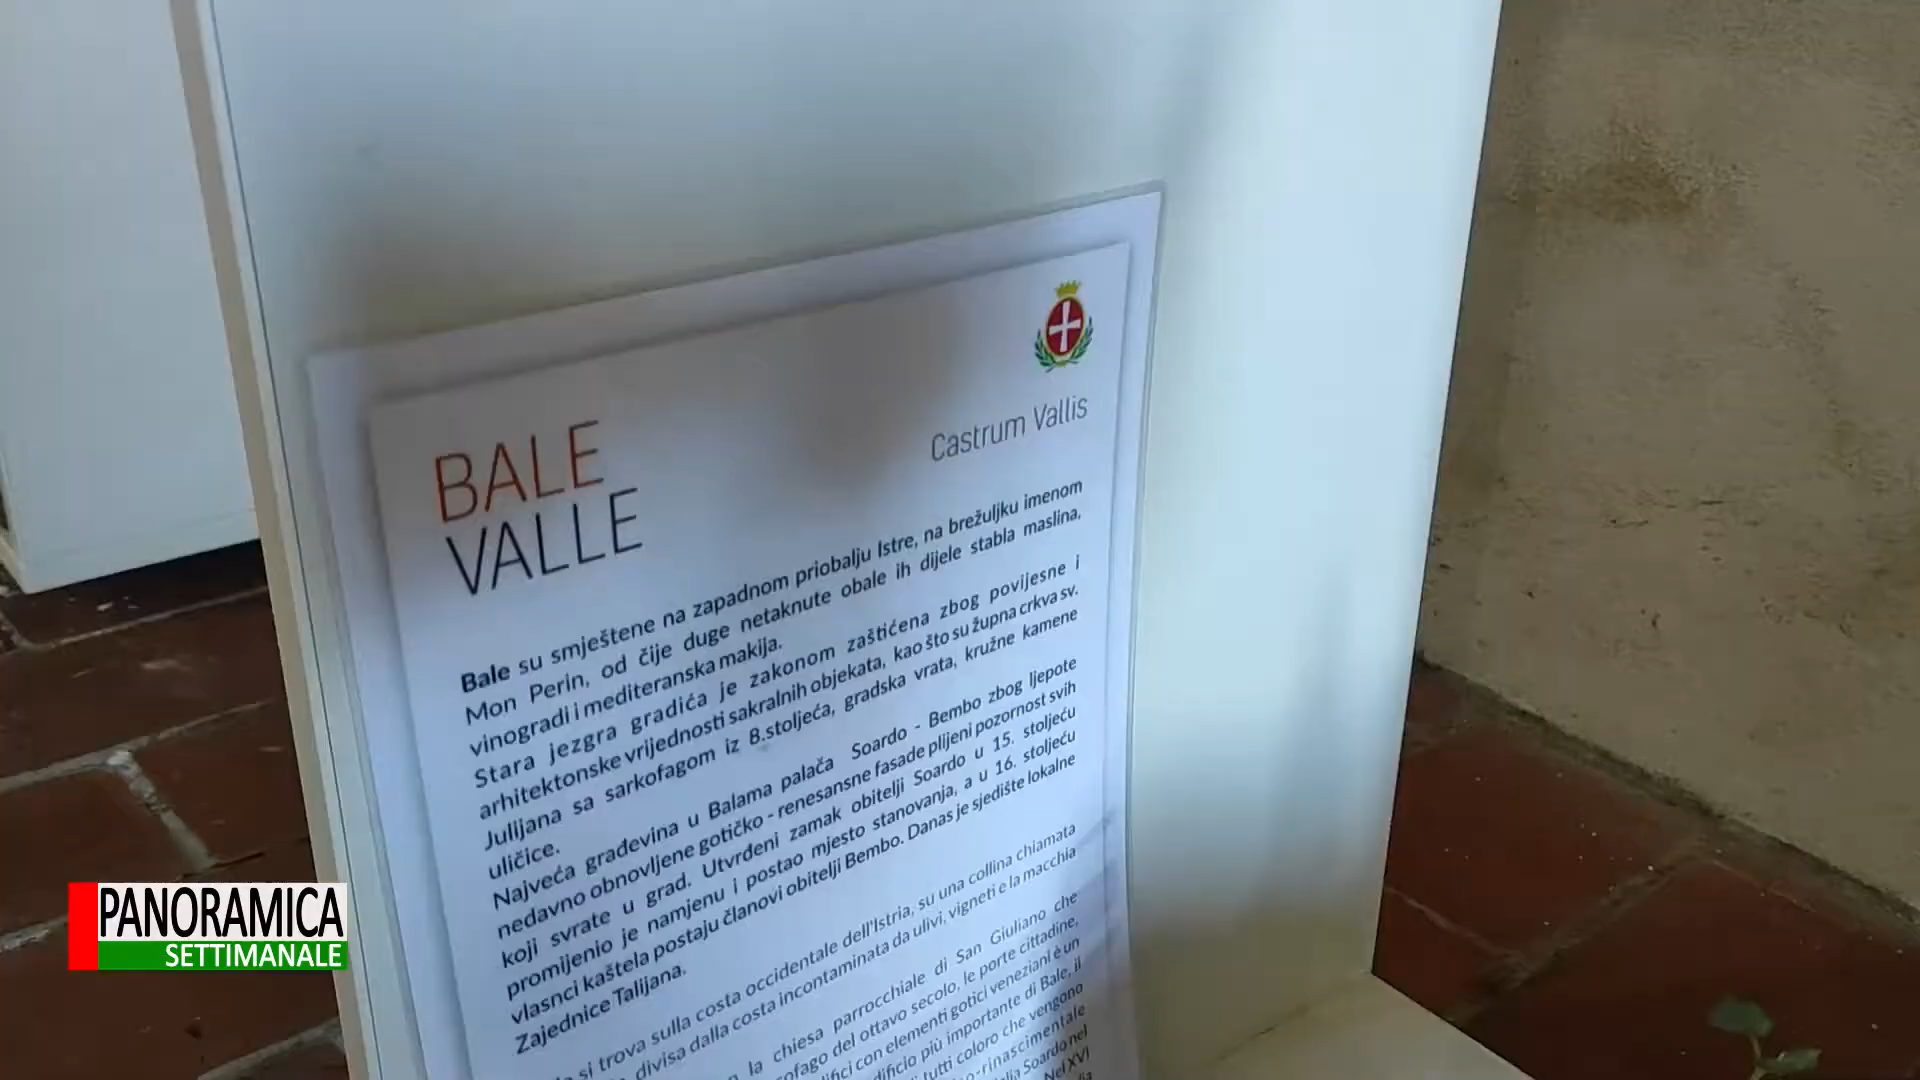 BALE
VALLE
Castrum Vallis
Bale su smještene na zapadnom priobalju Istre, na brežuljku imenom
Mon Perin, od čije duge netaknute obale ih dijele stabla maslina,
vinogradi i mediteranska makija.
Stara jezgra gradića je zakonom zaštićena zbog povijesne i
arhitektonske vrijednosti sakralnih objekata, kao što su župna crkva sv.
Julijana sa sarkofagom iz 8.stoljeća, gradska vrata, kružne kamene
uličice.
Najveća građevina u Balama palača Soardo - Bembo zbog ljepote
nedavno obnovljene gotičko - renesansne fasade plijeni pozornost svih
koji svrate u grad. Utvrđeni zamak obitelji Soardo u 15. stoljeću
promijenio je namjenu i postao mjesto stanovanja, a u 16. stoljeću
vlasnci kaštela postaju članovi obitelji Bembo. Danas je sjedište lokalne
Zajednice Talijana.
si trova sulla costa occidentale dell'Istria, su una collina chiamata
divisa dalla costa incontaminata da ulivi, vigneti e la macchia
la chiesa parrocchiale di San Giuliano che
del ottavo secolo, le porte cittadine,
con elementi gotici veneziani è un
più importante di Bale, il
tutti coloro che vengono
Soardo nel
Nel XVI
PANORAMICA
SETTIMANALE